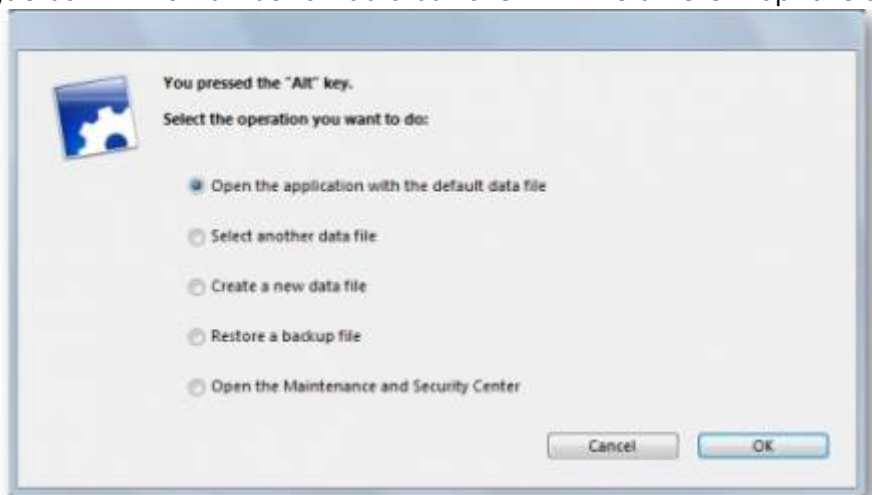 You pressed the "Alt" key.
Select the operation you want to do:
Open the application with the default data file
Select another data file
Create a new data file
Restore a backup file
Open the Maintenance and Security Center
Cancel
OK